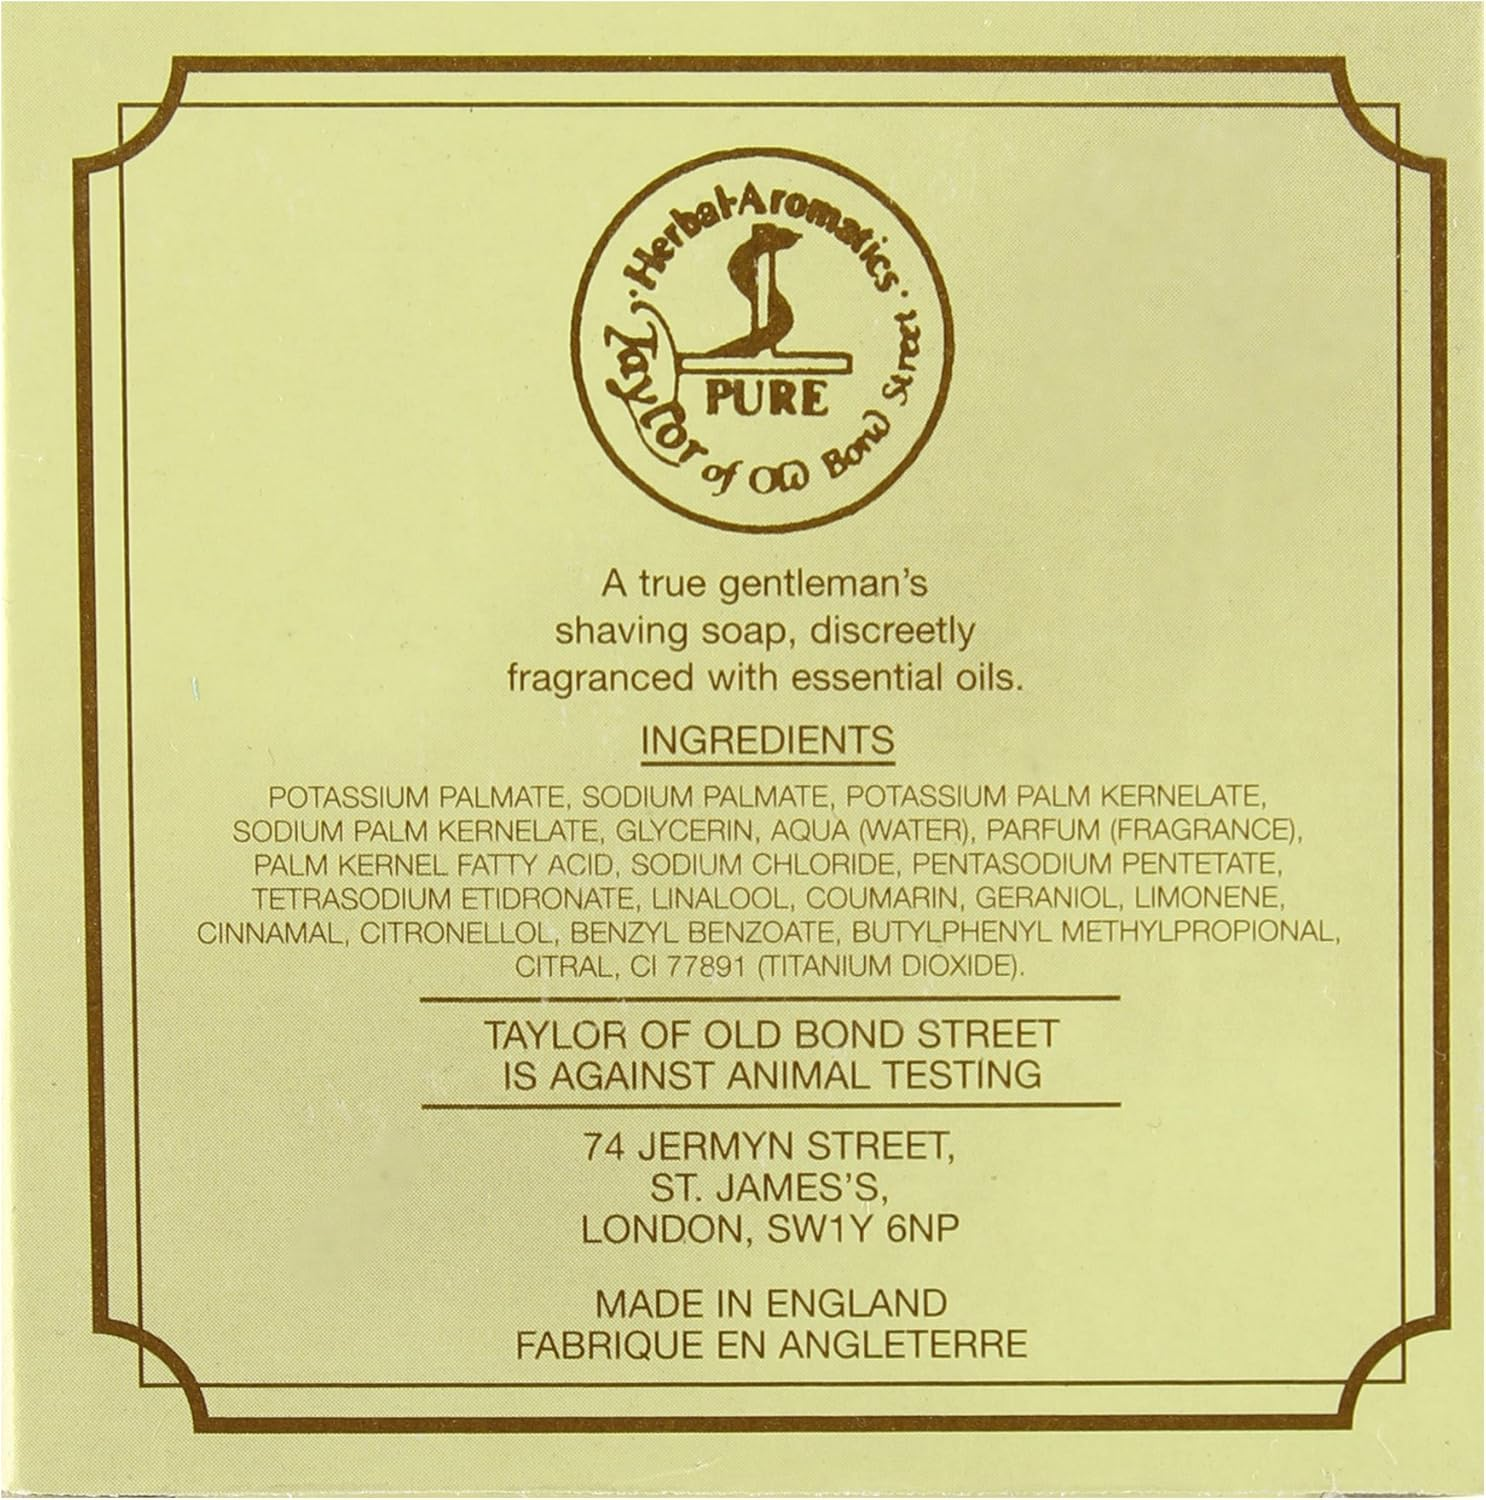 ·Herbal-Aromatics·
Taylor of Old Bond Street
PURE
A true gentleman’s
shaving soap, discreetly
fragranced with essential oils.
INGREDIENTS
POTASSIUM PALMATE, SODIUM PALMATE, POTASSIUM PALM KERNELATE,
SODIUM PALM KERNELATE, GLYCERIN, AQUA (WATER), PARFUM (FRAGRANCE),
PALM KERNEL FATTY ACID, SODIUM CHLORIDE, PENTASODIUM PENTETATE,
TETRASODIUM ETIDRONATE, LINALOOL, COUMARIN, GERANIOL, LIMONENE,
CINNAMAL, CITRONELLOL, BENZYL BENZOATE, BUTYLPHENYL METHYLPROPIONAL,
CITRAL, CI 77891 (TITANIUM DIOXIDE).
TAYLOR OF OLD BOND STREET
IS AGAINST ANIMAL TESTING
74 JERMYN STREET,
ST. JAMES’S,
LONDON, SW1Y 6NP
MADE IN ENGLAND
FABRIQUE EN ANGLETERRE